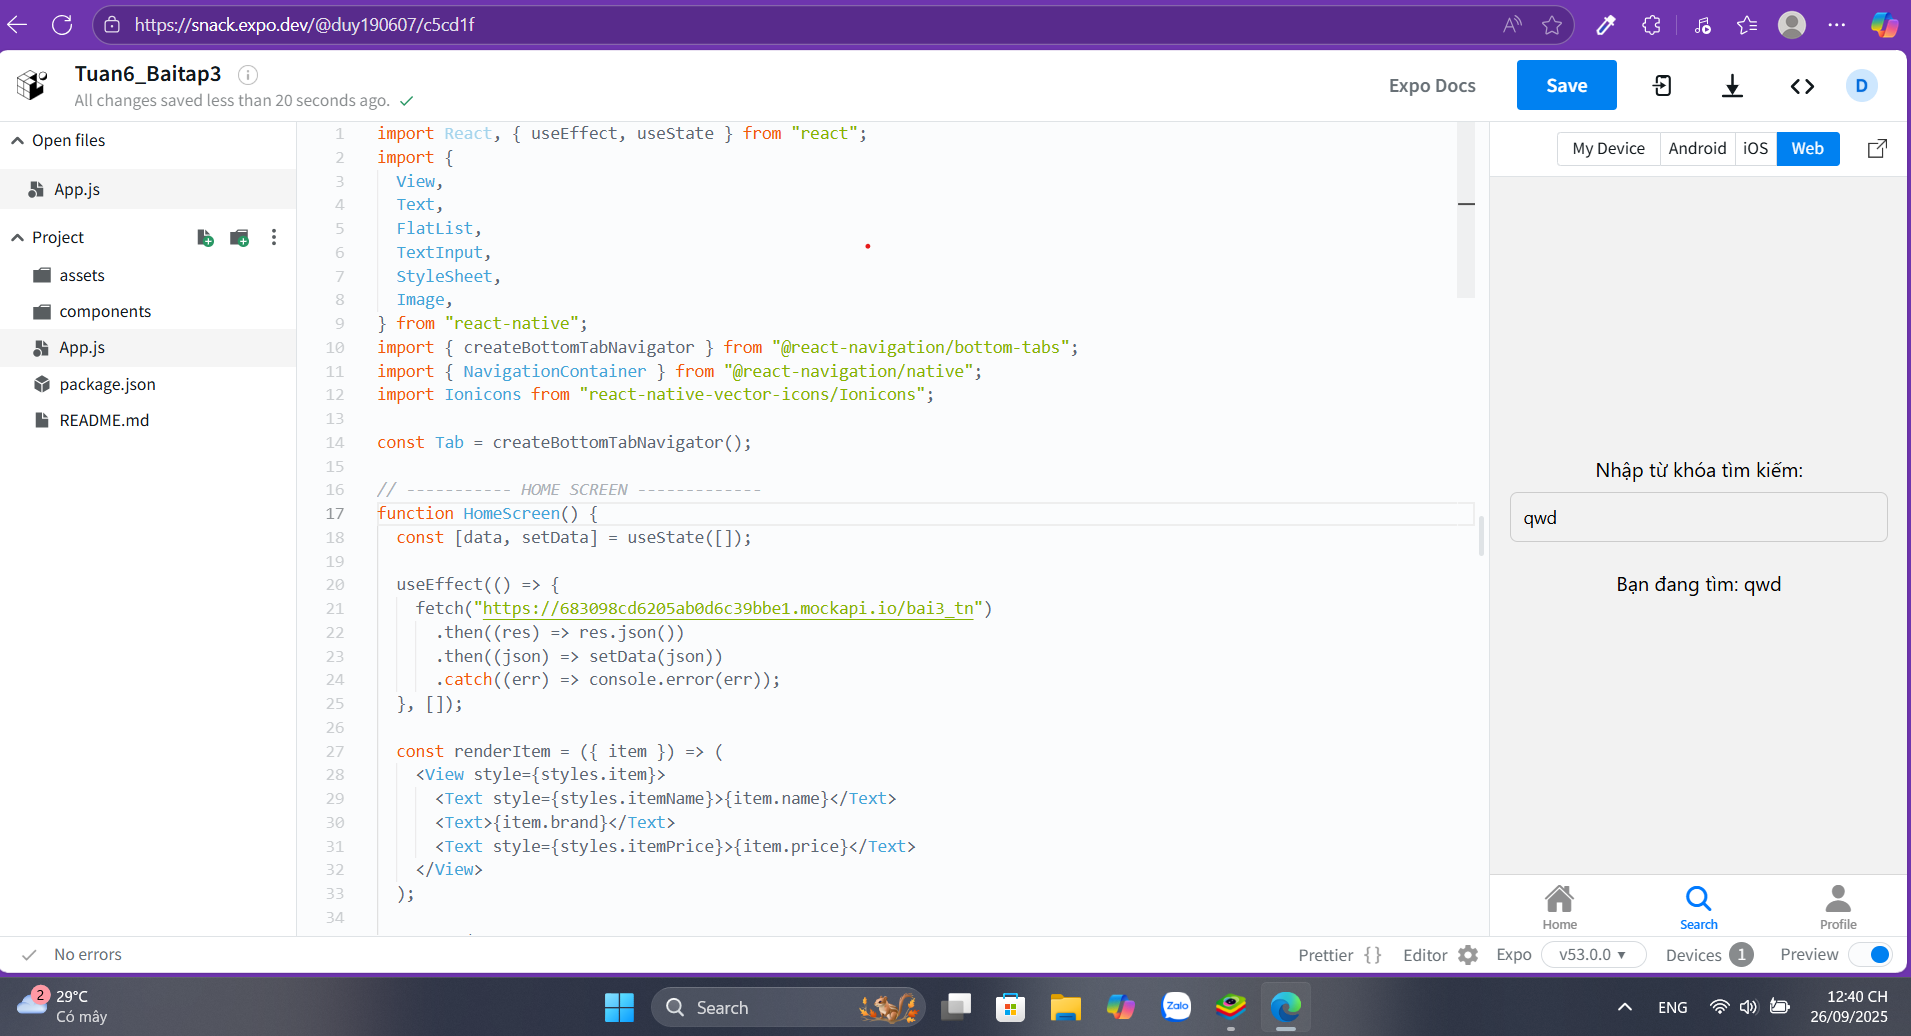 https://snack.expo.dev/@duy190607/c5cd1f
Tuan6_Baitap3
All changes saved less than 20 seconds ago.
Expo Docs
Save
D
Open files
App.js
Project
assets
components
App.js
package.json
README.md
1 import React, { useEffect, useState } from "react";
2 import {
3 View,
4 Text,
5 FlatList,
6 TextInput,
7 StyleSheet,
8 Image,
9 } from "react-native";
10 import { createBottomTabNavigator } from "@react-navigation/bottom-tabs";
11 import { NavigationContainer } from "@react-navigation/native";
12 import Ionicons from "react-native-vector-icons/Ionicons";
13
14 const Tab = createBottomTabNavigator();
15
16 // ----------- HOME SCREEN -------------
17 function HomeScreen() {
18 const [data, setData] = useState([]);
19
20 useEffect(() => {
21 fetch("https://683098cd6205ab0d6c39bbe1.mockapi.io/bai3_tn")
22 .then((res) => res.json())
23 .then((json) => setData(json))
24 .catch((err) => console.error(err));
25 }, []);
26
27 const renderItem = ({ item }) => (
28 <View style={styles.item}>
29 <Text style={styles.itemName}>{item.name}</Text>
30 <Text>{item.brand}</Text>
31 <Text style={styles.itemPrice}>{item.price}</Text>
32 </View>
33 );
34
My Device Android iOS Web
Nhập từ khóa tìm kiếm:
qwd
Bạn đang tìm: qwd
Home Search Profile
No errors
Prettier {} Editor Expo v53.0.0 Devices 1 Preview
2
29°C
Có mây
Search
Zalo
ENG
12:40 CH
26/09/2025